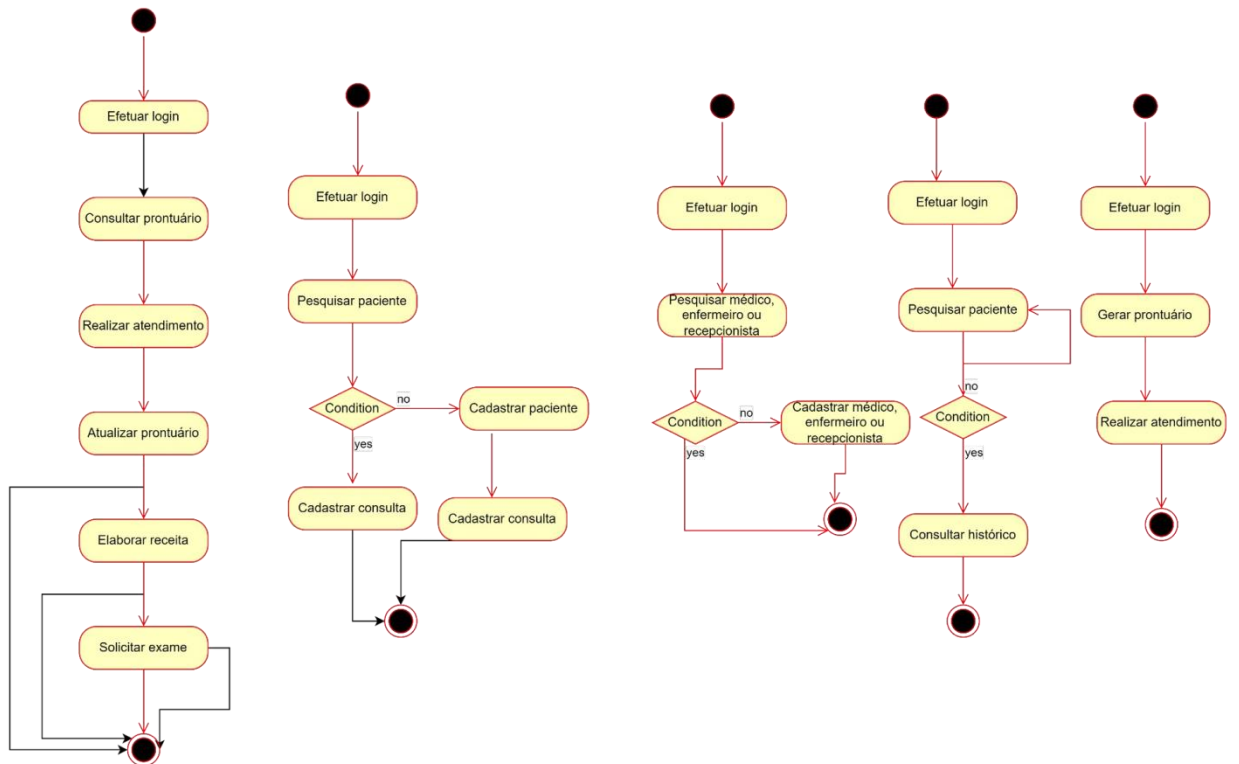 Efetuar login
Consultar prontuário
Realizar atendimento
Atualizar prontuário
Elaborar receita
Solicitar exame
Efetuar login
Pesquisar paciente
Condition
no
yes
Cadastrar paciente
Cadastrar consulta
Cadastrar consulta
Efetuar login
Pesquisar médico,
enfermeiro ou
recepcionista
Condition
no
yes
Cadastrar médico,
enfermeiro ou
recepcionista
Efetuar login
Pesquisar paciente
no
Condition
yes
Consultar histórico
Efetuar login
Gerar prontuário
Realizar atendimento